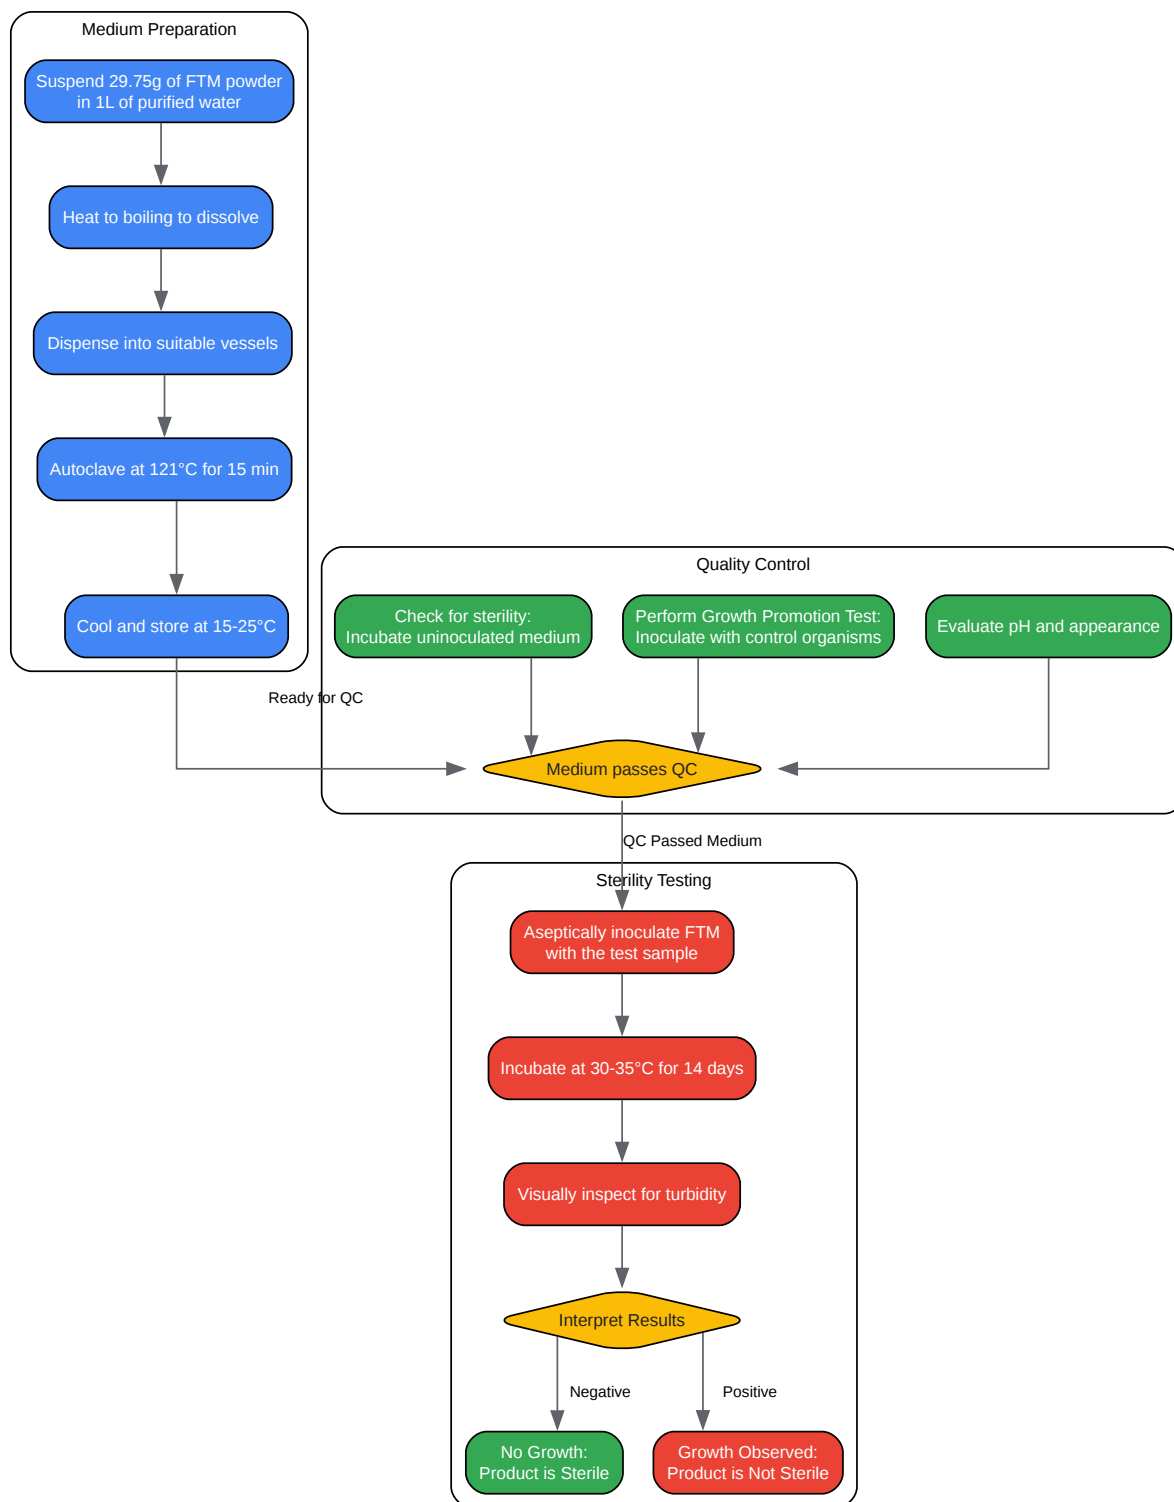 Medium Preparation
Suspend 29.75g of FTM powder
in 1L of purified water
Heat to boiling to dissolve
Dispense into suitable vessels
Autoclave at 121°C for 15 min
Cool and store at 15-25°C
Ready for QC
Quality Control
Check for sterility:
Incubate uninoculated medium
Perform Growth Promotion Test:
Inoculate with control organisms
Evaluate pH and appearance
Medium passes QC
QC Passed Medium
Sterility Testing
Aseptically inoculate FTM
with the test sample
Incubate at 30-35°C for 14 days
Visually inspect for turbidity
Interpret Results
Negative
Positive
No Growth:
Product is Sterile
Growth Observed:
Product is Not Sterile